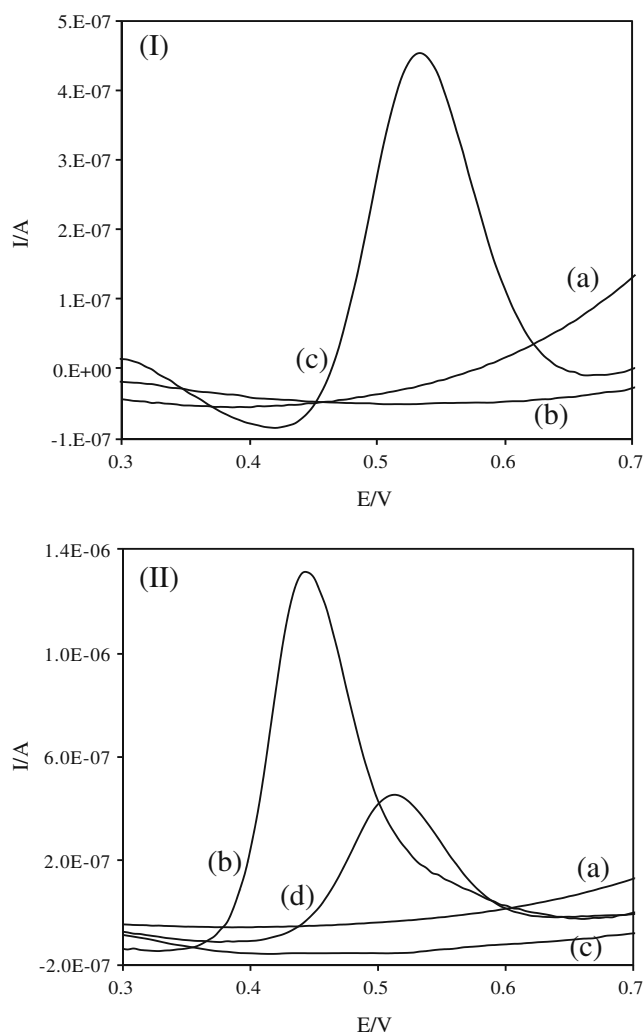 (I)
5.E-07
4.E-07
3.E-07
2.E-07
1.E-07
0.E+00
-1.E-07
I/A
(a)
(c)
(b)
0.3 0.4 0.5 0.6 0.7
E/V
(II)
1.4E-06
1.0E-06
6.0E-07
2.0E-07
-2.0E-07
I/A
(b)
(d)
(a)
(c)
0.3 0.4 0.5 0.6 0.7
E/V